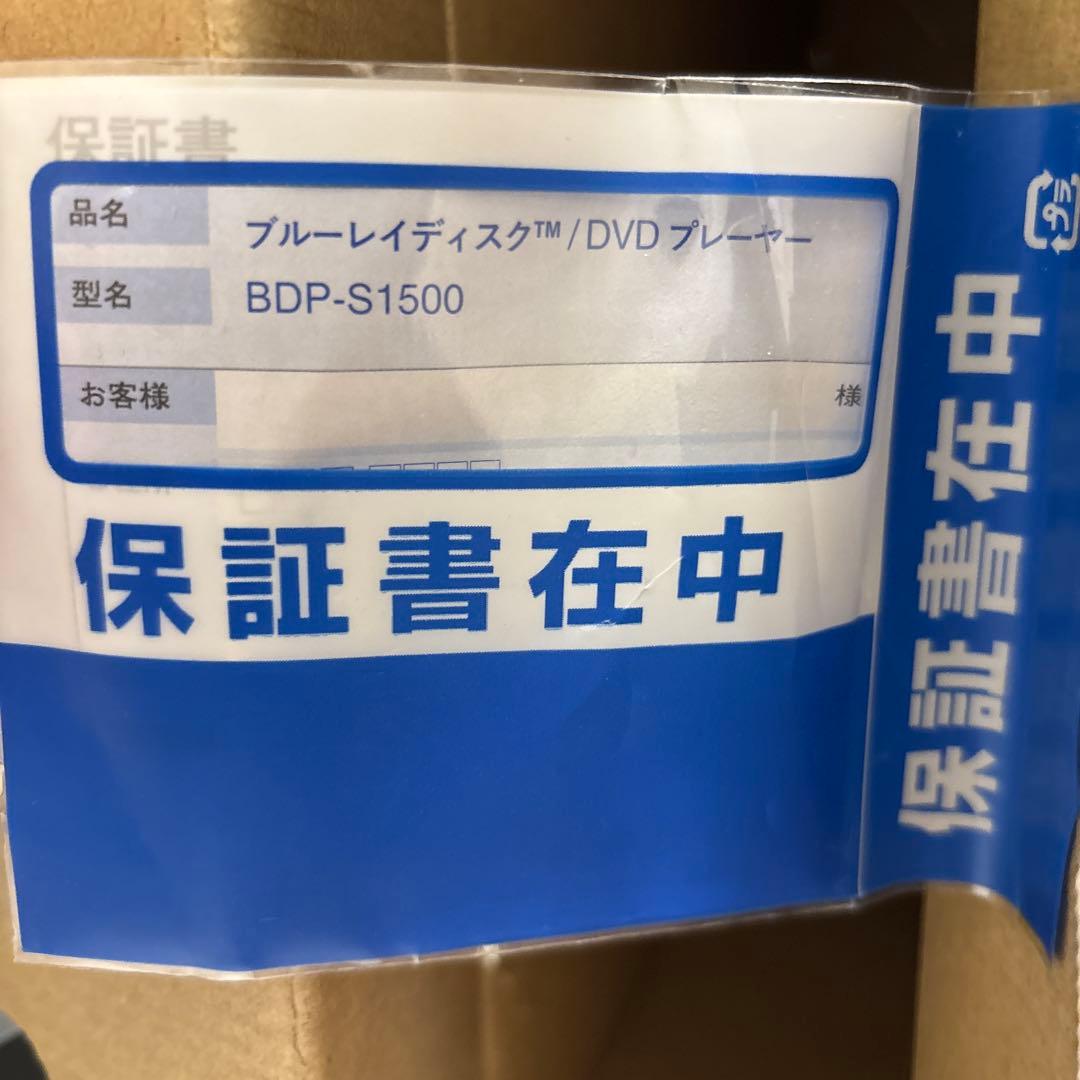 保証書
品名
ブルーレイディスク™/DVD プレーヤー
型名
BDP-S1500
お客様
様
保証書在中
保証書在中
プラ